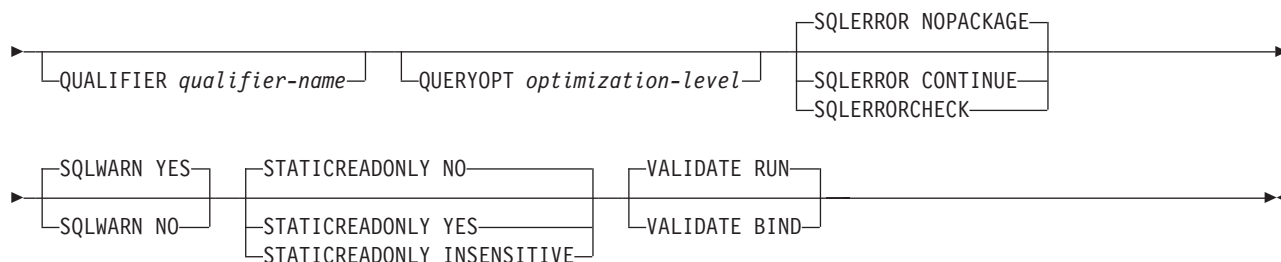 SQLERROR NOPACKAGE
QUALIFIER qualifier-name
QUERYOPT optimization-level
SQLERROR CONTINUE
SQLERRORCHECK
SQLWARN YES
STATICREADONLY NO
VALIDATE RUN
SQLWARN NO
STATICREADONLY YES
VALIDATE BIND
STATICREADONLY INSENSITIVE